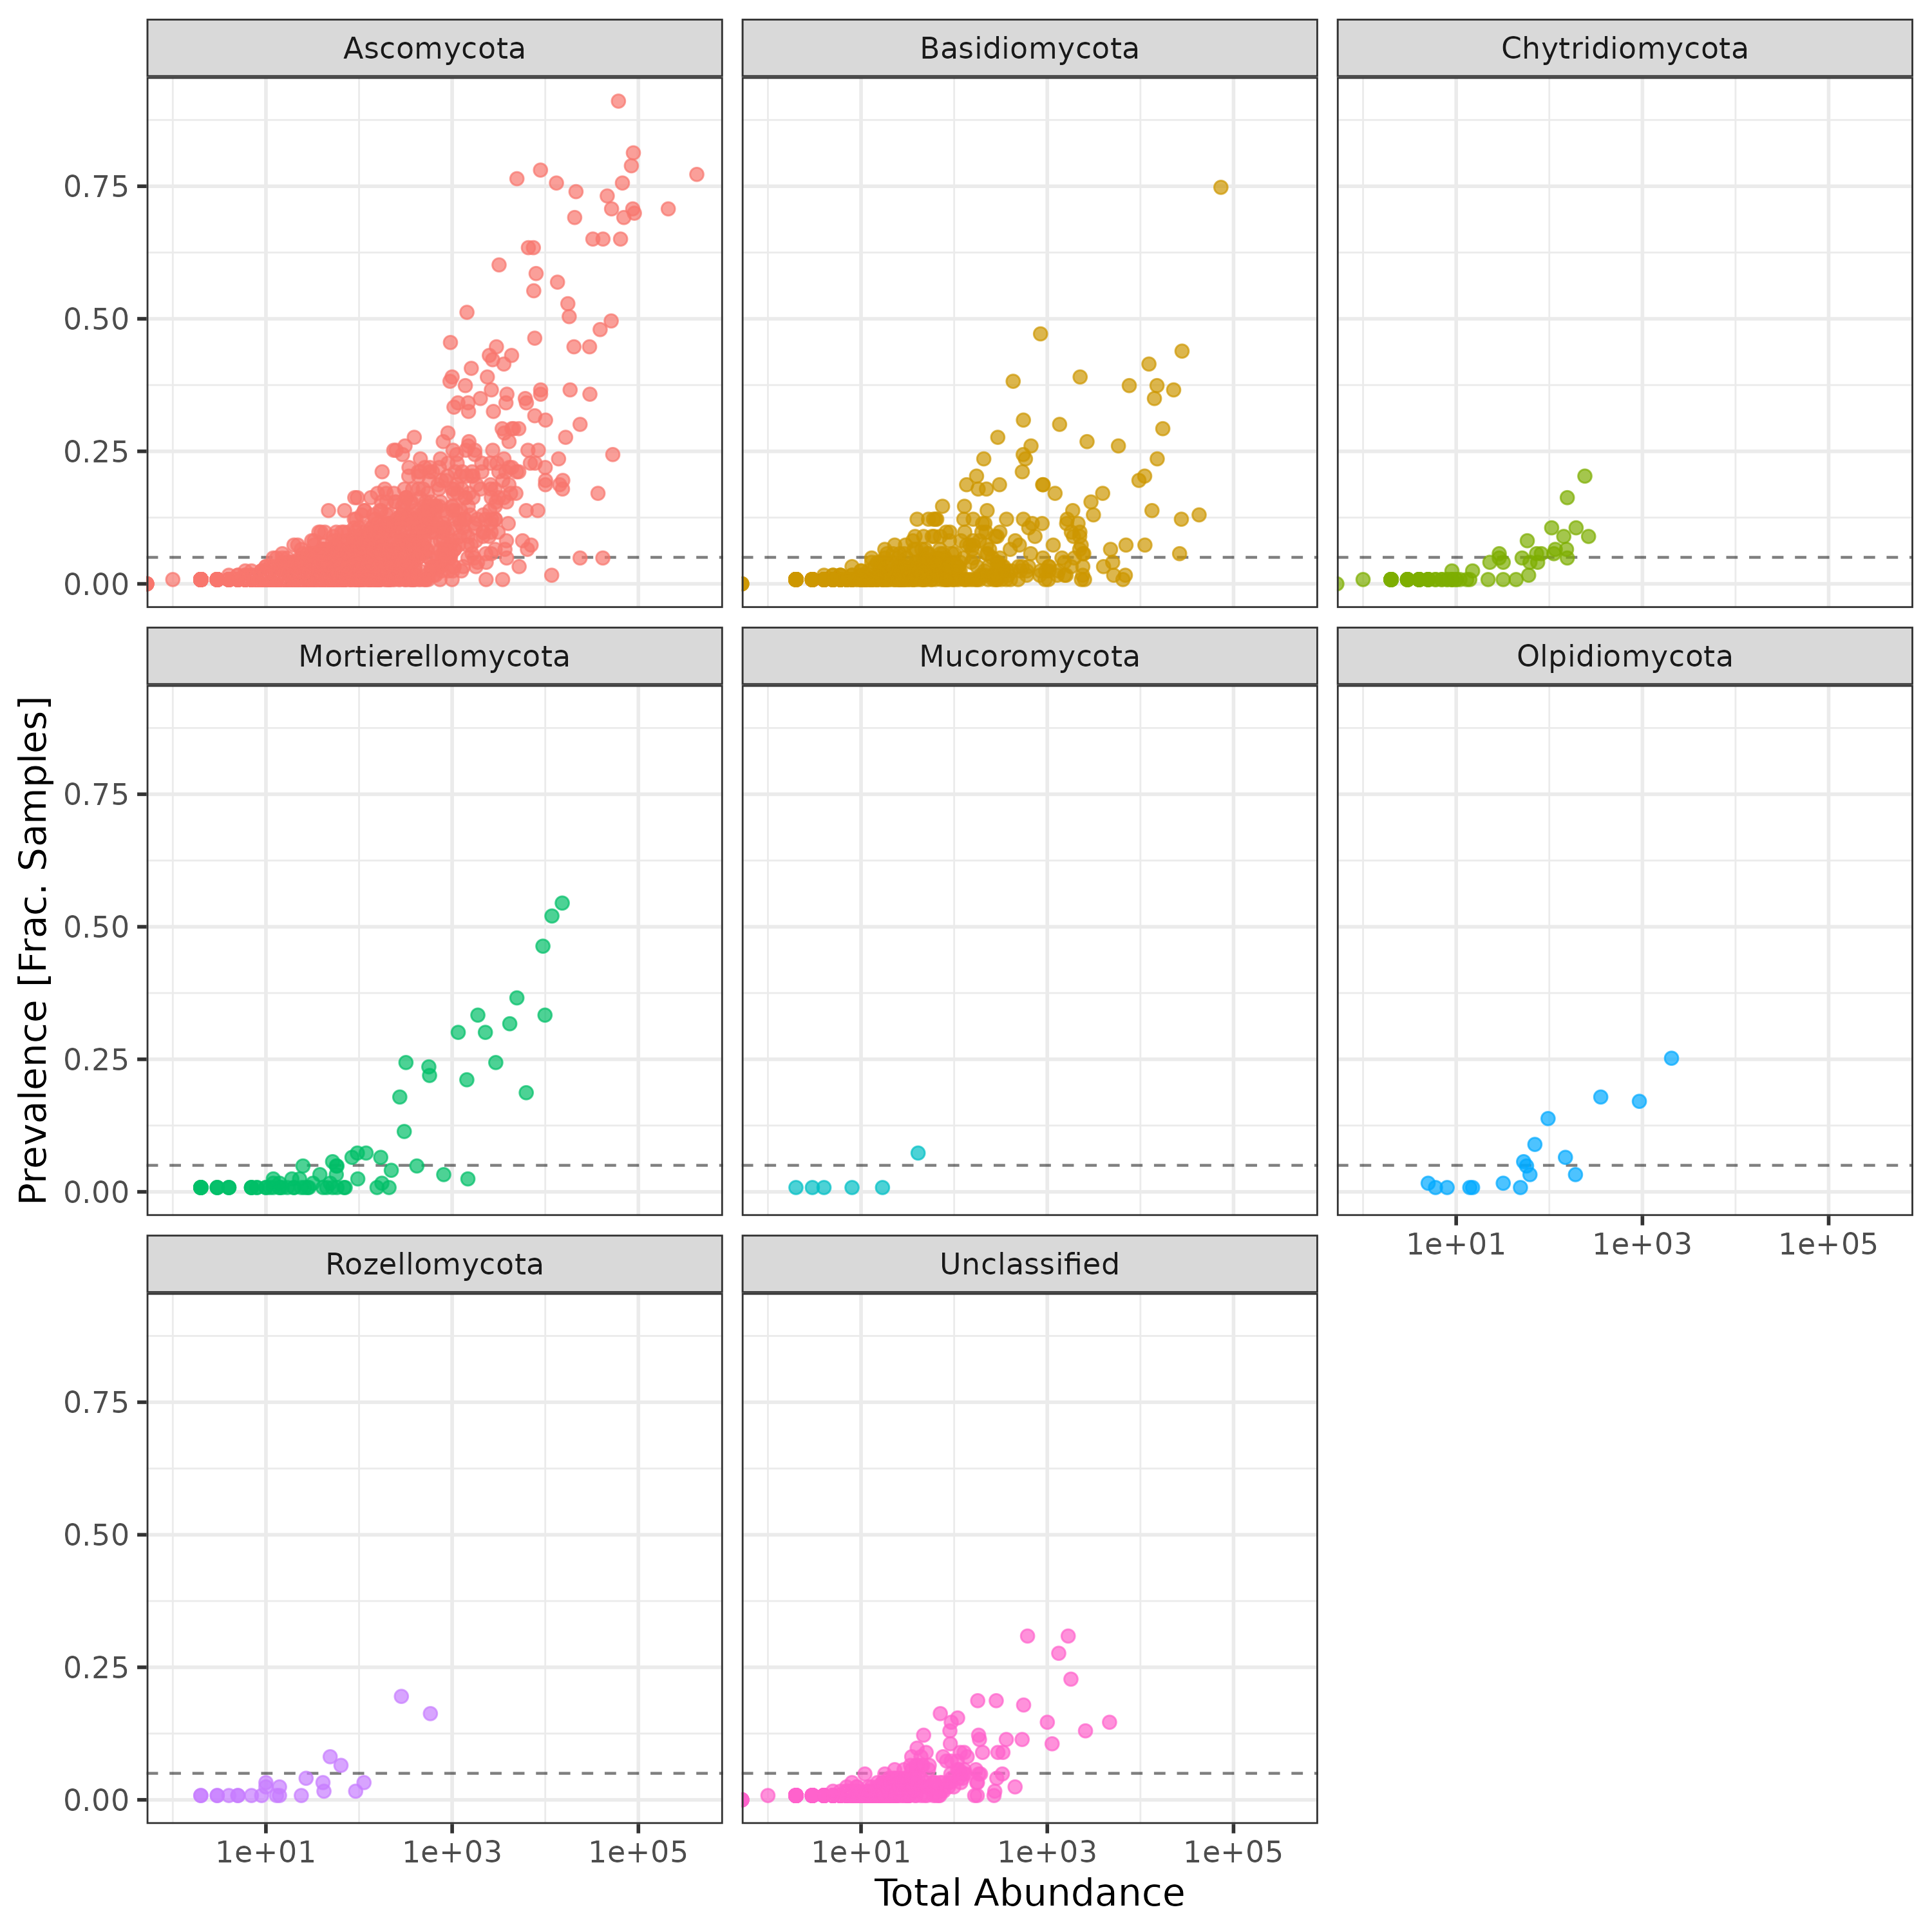 Ascomycota
Basidiomycota
Chytridiomycota
0.75
0.50
0.25
0.00
Mortierellomycota
Mucoromycota
Olpidiomycota
Prevalence [Frac. Samples]
0.75
0.50
0.25
0.00
1e+01 1e+03 1e+05
Rozellomycota
Unclassified
0.75
0.50
0.25
0.00
1e+01 1e+03 1e+05
1e+01 1e+03 1e+05
Total Abundance